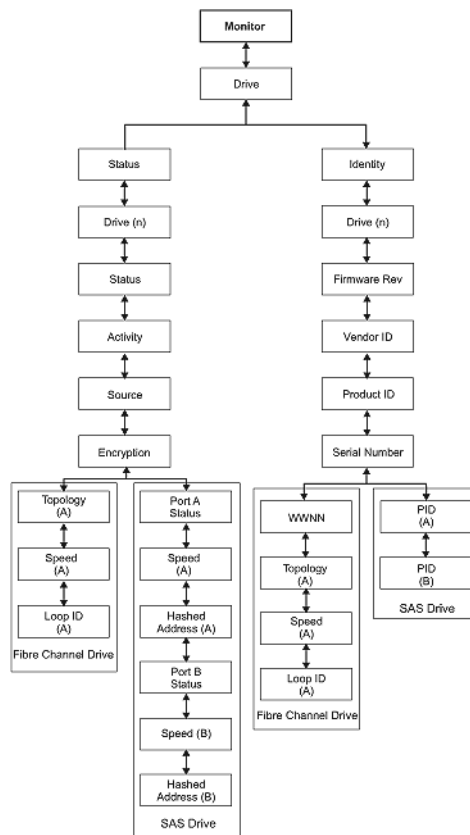 Monitor
Drive
Status
Identity
Drive (n)
Drive (n)
Status
Firmware Rev
Activity
Vendor ID
Source
Product ID
Encryption
Serial Number
Topology
(A)
Speed
(A)
Loop ID
(A)
Fibre Channel Drive
Port A
Status
Speed
(A)
Hashed
Address (A)
Port B
Status
Speed (B)
Hashed
Address (B)
SAS Drive
WWNN
Topology
(A)
Speed
(A)
Loop ID
(A)
Fibre Channel Drive
PID
(A)
PID
(B)
SAS Drive